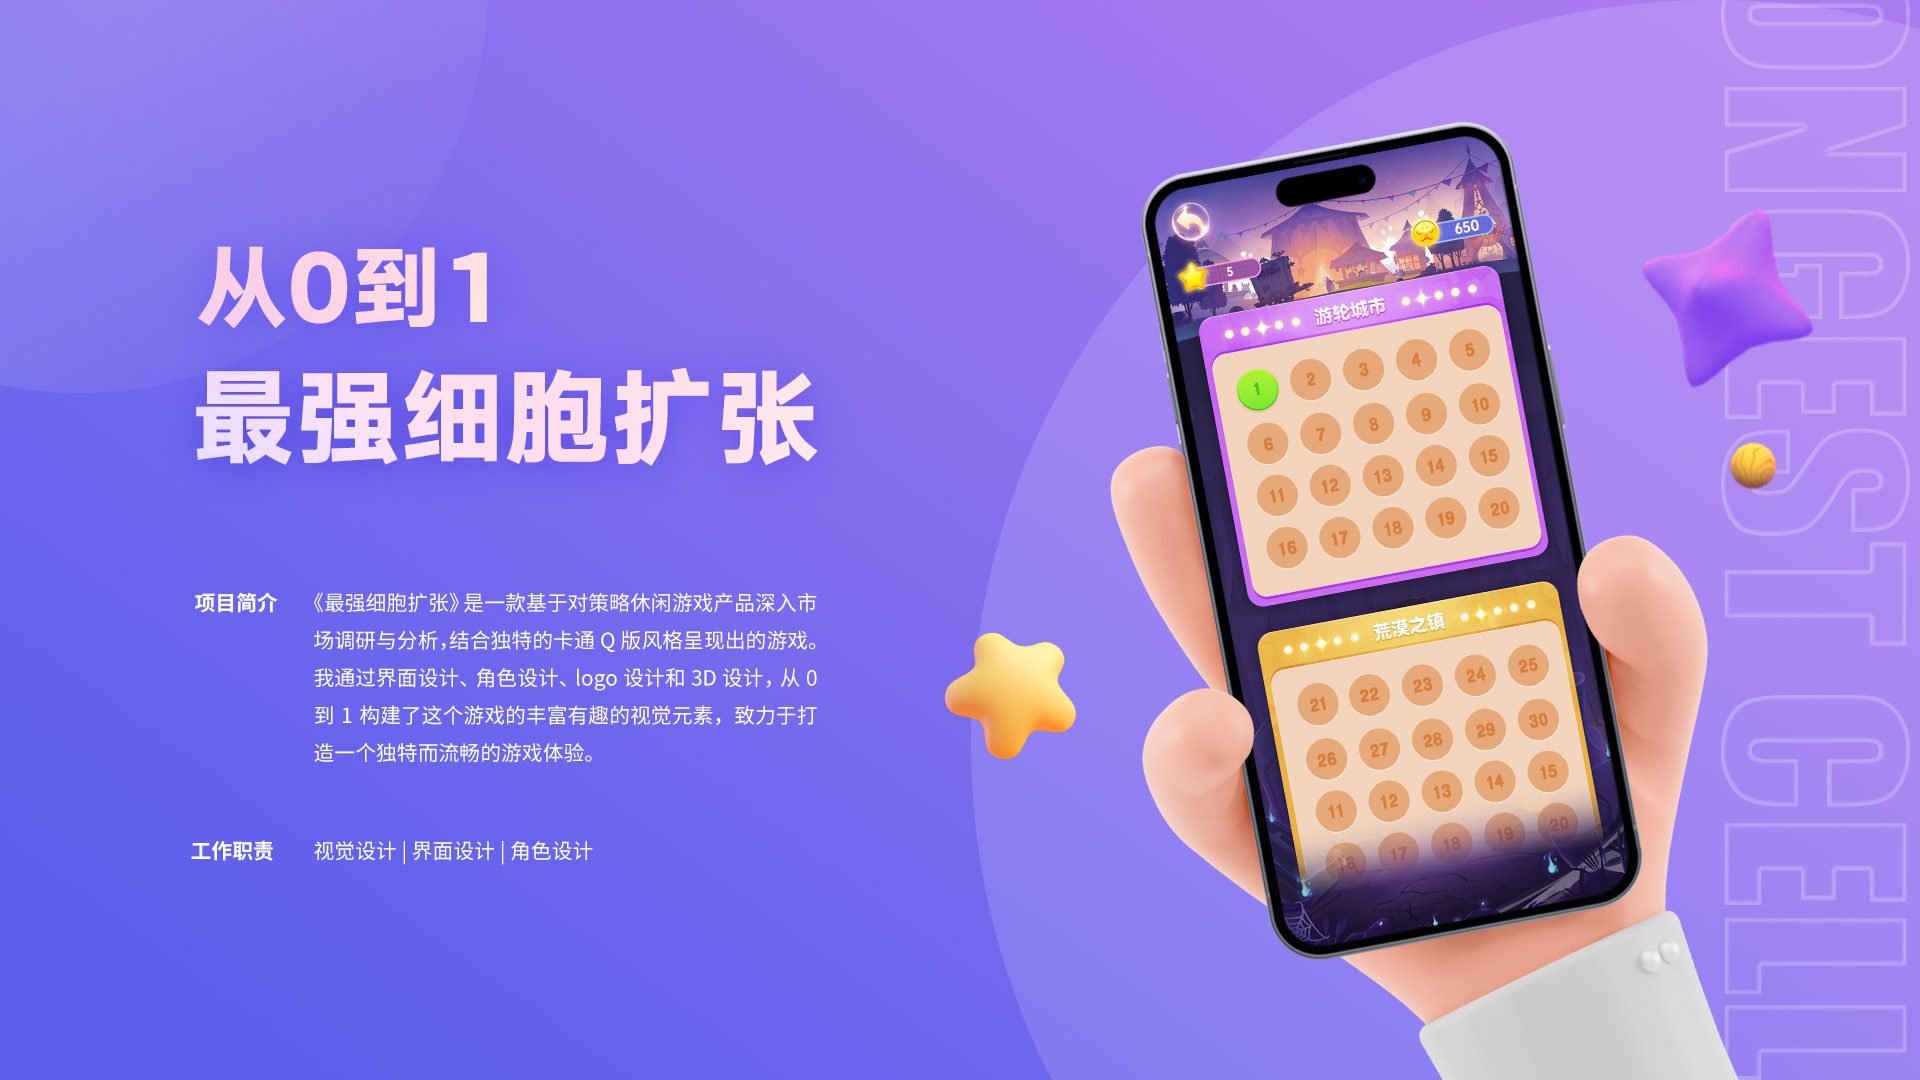 从0到1
最强细胞扩张
项目简介
《最强细胞扩张》是一款基于对策略休闲游戏产品深入市
场调研与分析，结合独特的卡通 Q 版风格呈现出的游戏。
我通过界面设计、角色设计、logo 设计和 3D 设计，从 0
到 1 构建了这个游戏的丰富有趣的视觉元素，致力于打
造一个独特而流畅的游戏体验。
工作职责
视觉设计 | 界面设计 | 角色设计
650
5
游轮城市
1 2 3 4 5
6 7 8 9 10
11 12 13 14 15
16 17 18 19 20
荒漠之镇
21 22 23 24 25
26 27 28 29 30
11 12 13 14 15
16 17 18 19 20
ONGEST CELL